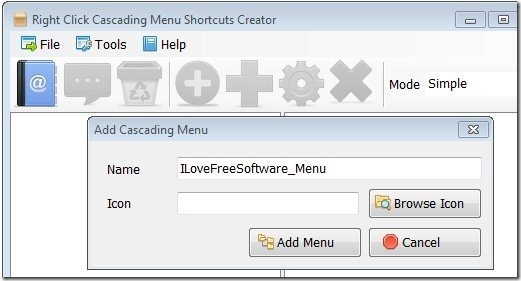 Right Click Cascading Menu Shortcuts Creator
File Tools Help
@ Mode Simple
Add Cascading Menu
Name ILoveFreeSoftware_Menu
Icon Browse Icon
Add Menu Cancel